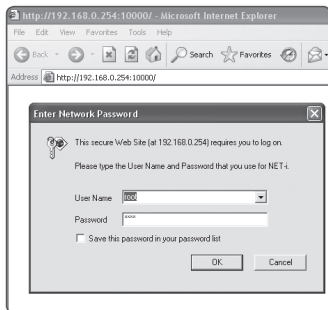 http://192.168.0.254:10000/ - Microsoft Internet Explorer
File Edit View Favorites Tools Help
Back Search Favorites
Address http://192.168.0.254:10000/
Enter Network Password
This secure Web Site (at 192.168.0.254) requires you to log on.
Please type the User Name and Password that you use for NET-i.
User Name
Password ****
Save this password in your password list
OK Cancel